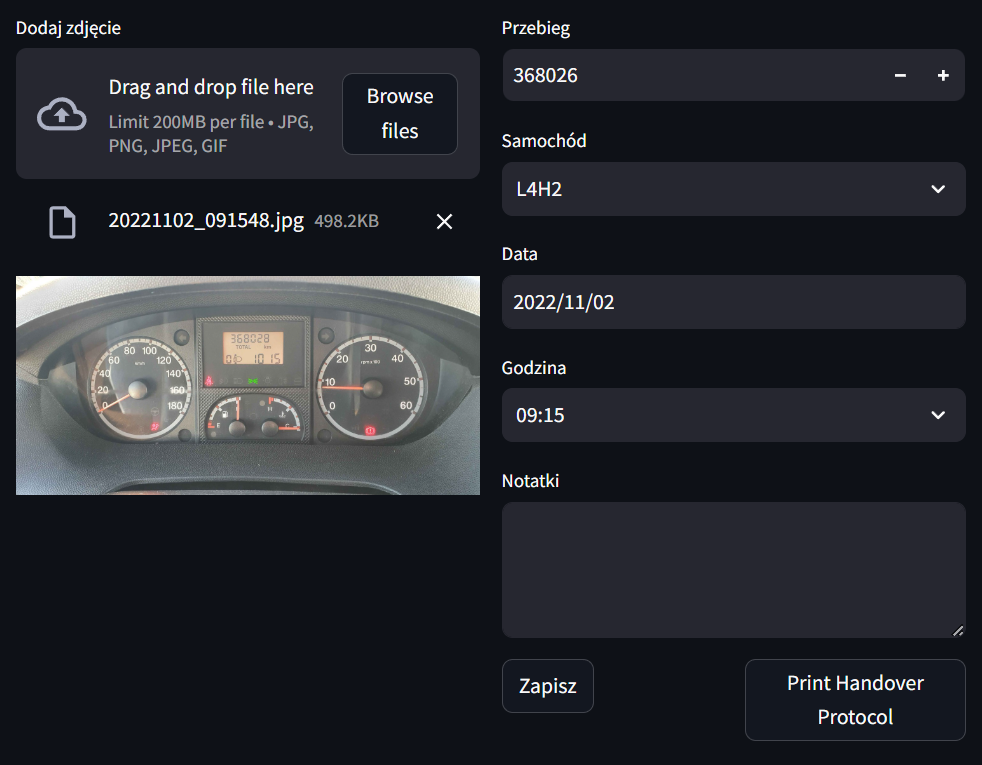 Dodaj zdjęcie
Drag and drop file here
Limit 200MB per file • JPG,
PNG, JPEG, GIF
Browse
files
20221102_091548.jpg 498.2KB
368028
TOTAL km
1015
0 20 40 60 80 100 120 140 160 180
km/h
0 10 20 30 40 50 60
rpm x 100
E
H
C
Przebieg
368026
Samochód
L4H2
Data
2022/11/02
Godzina
09:15
Notatki
Zapisz
Print Handover
Protocol